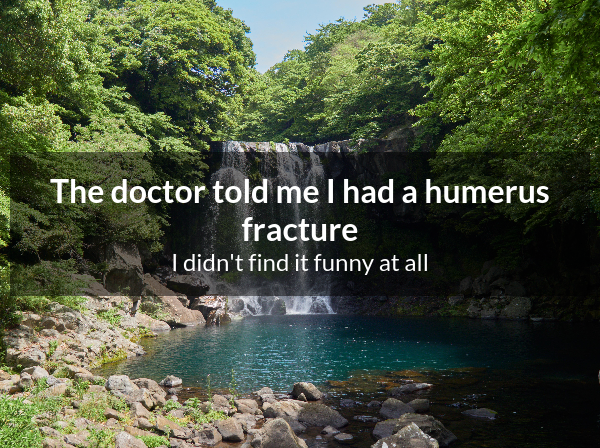 The doctor told me I had a humerus
fracture
I didn't find it funny at all